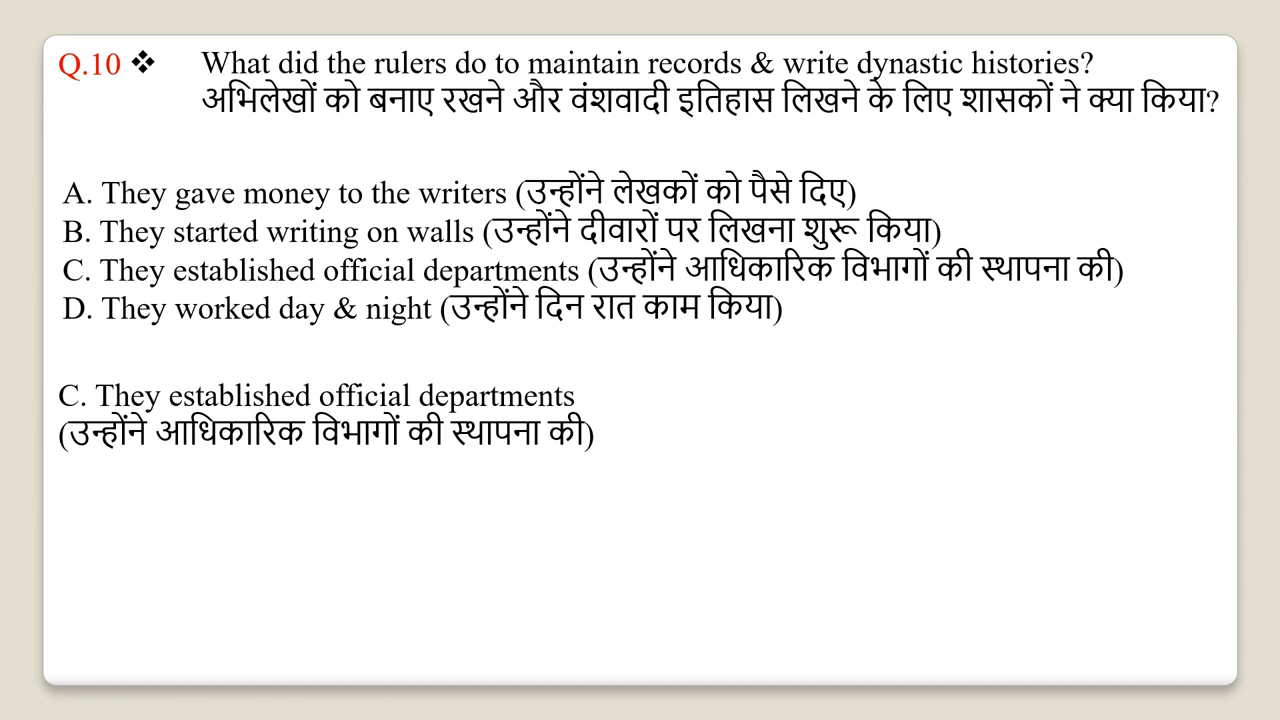 Q.10 ❖ What did the rulers do to maintain records & write dynastic histories?
अभिलेखों को बनाए रखने और वंशवादी इतिहास लिखने के लिए शासकों ने क्या किया?
A. They gave money to the writers (उन्होंने लेखकों को पैसे दिए)
B. They started writing on walls (उन्होंने दीवारों पर लिखना शुरू किया)
C. They established official departments (उन्होंने आधिकारिक विभागों की स्थापना की)
D. They worked day & night (उन्होंने दिन रात काम किया)
C. They established official departments
(उन्होंने आधिकारिक विभागों की स्थापना की)